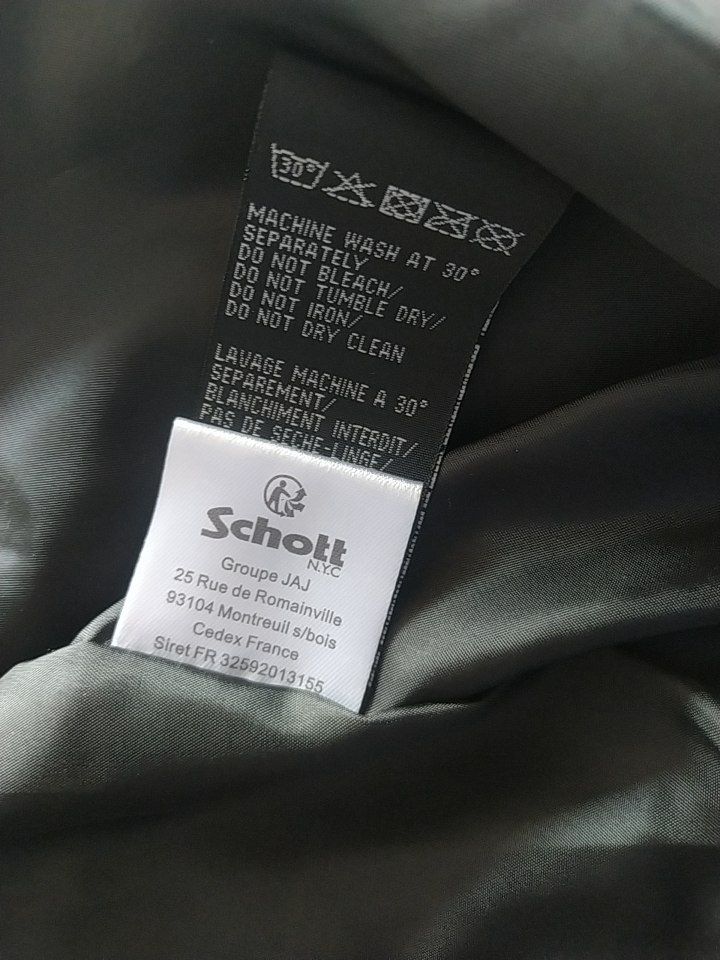 30°
MACHINE WASH AT 30°
SEPARATELY
DO NOT BLEACH/
DO NOT TUMBLE DRY/
DO NOT IRON/
DO NOT DRY CLEAN
LAVAGE MACHINE A 30°
SEPAREMENT/
BLANCHIMENT INTERDIT/
PAS DE SECHE-LINGE/
Schott
N.Y.C
Groupe JAJ
25 Rue de Romainville
93104 Montreuil s/bois
Cedex France
Siret FR 32592013155